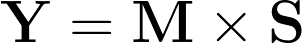 Y = M × S